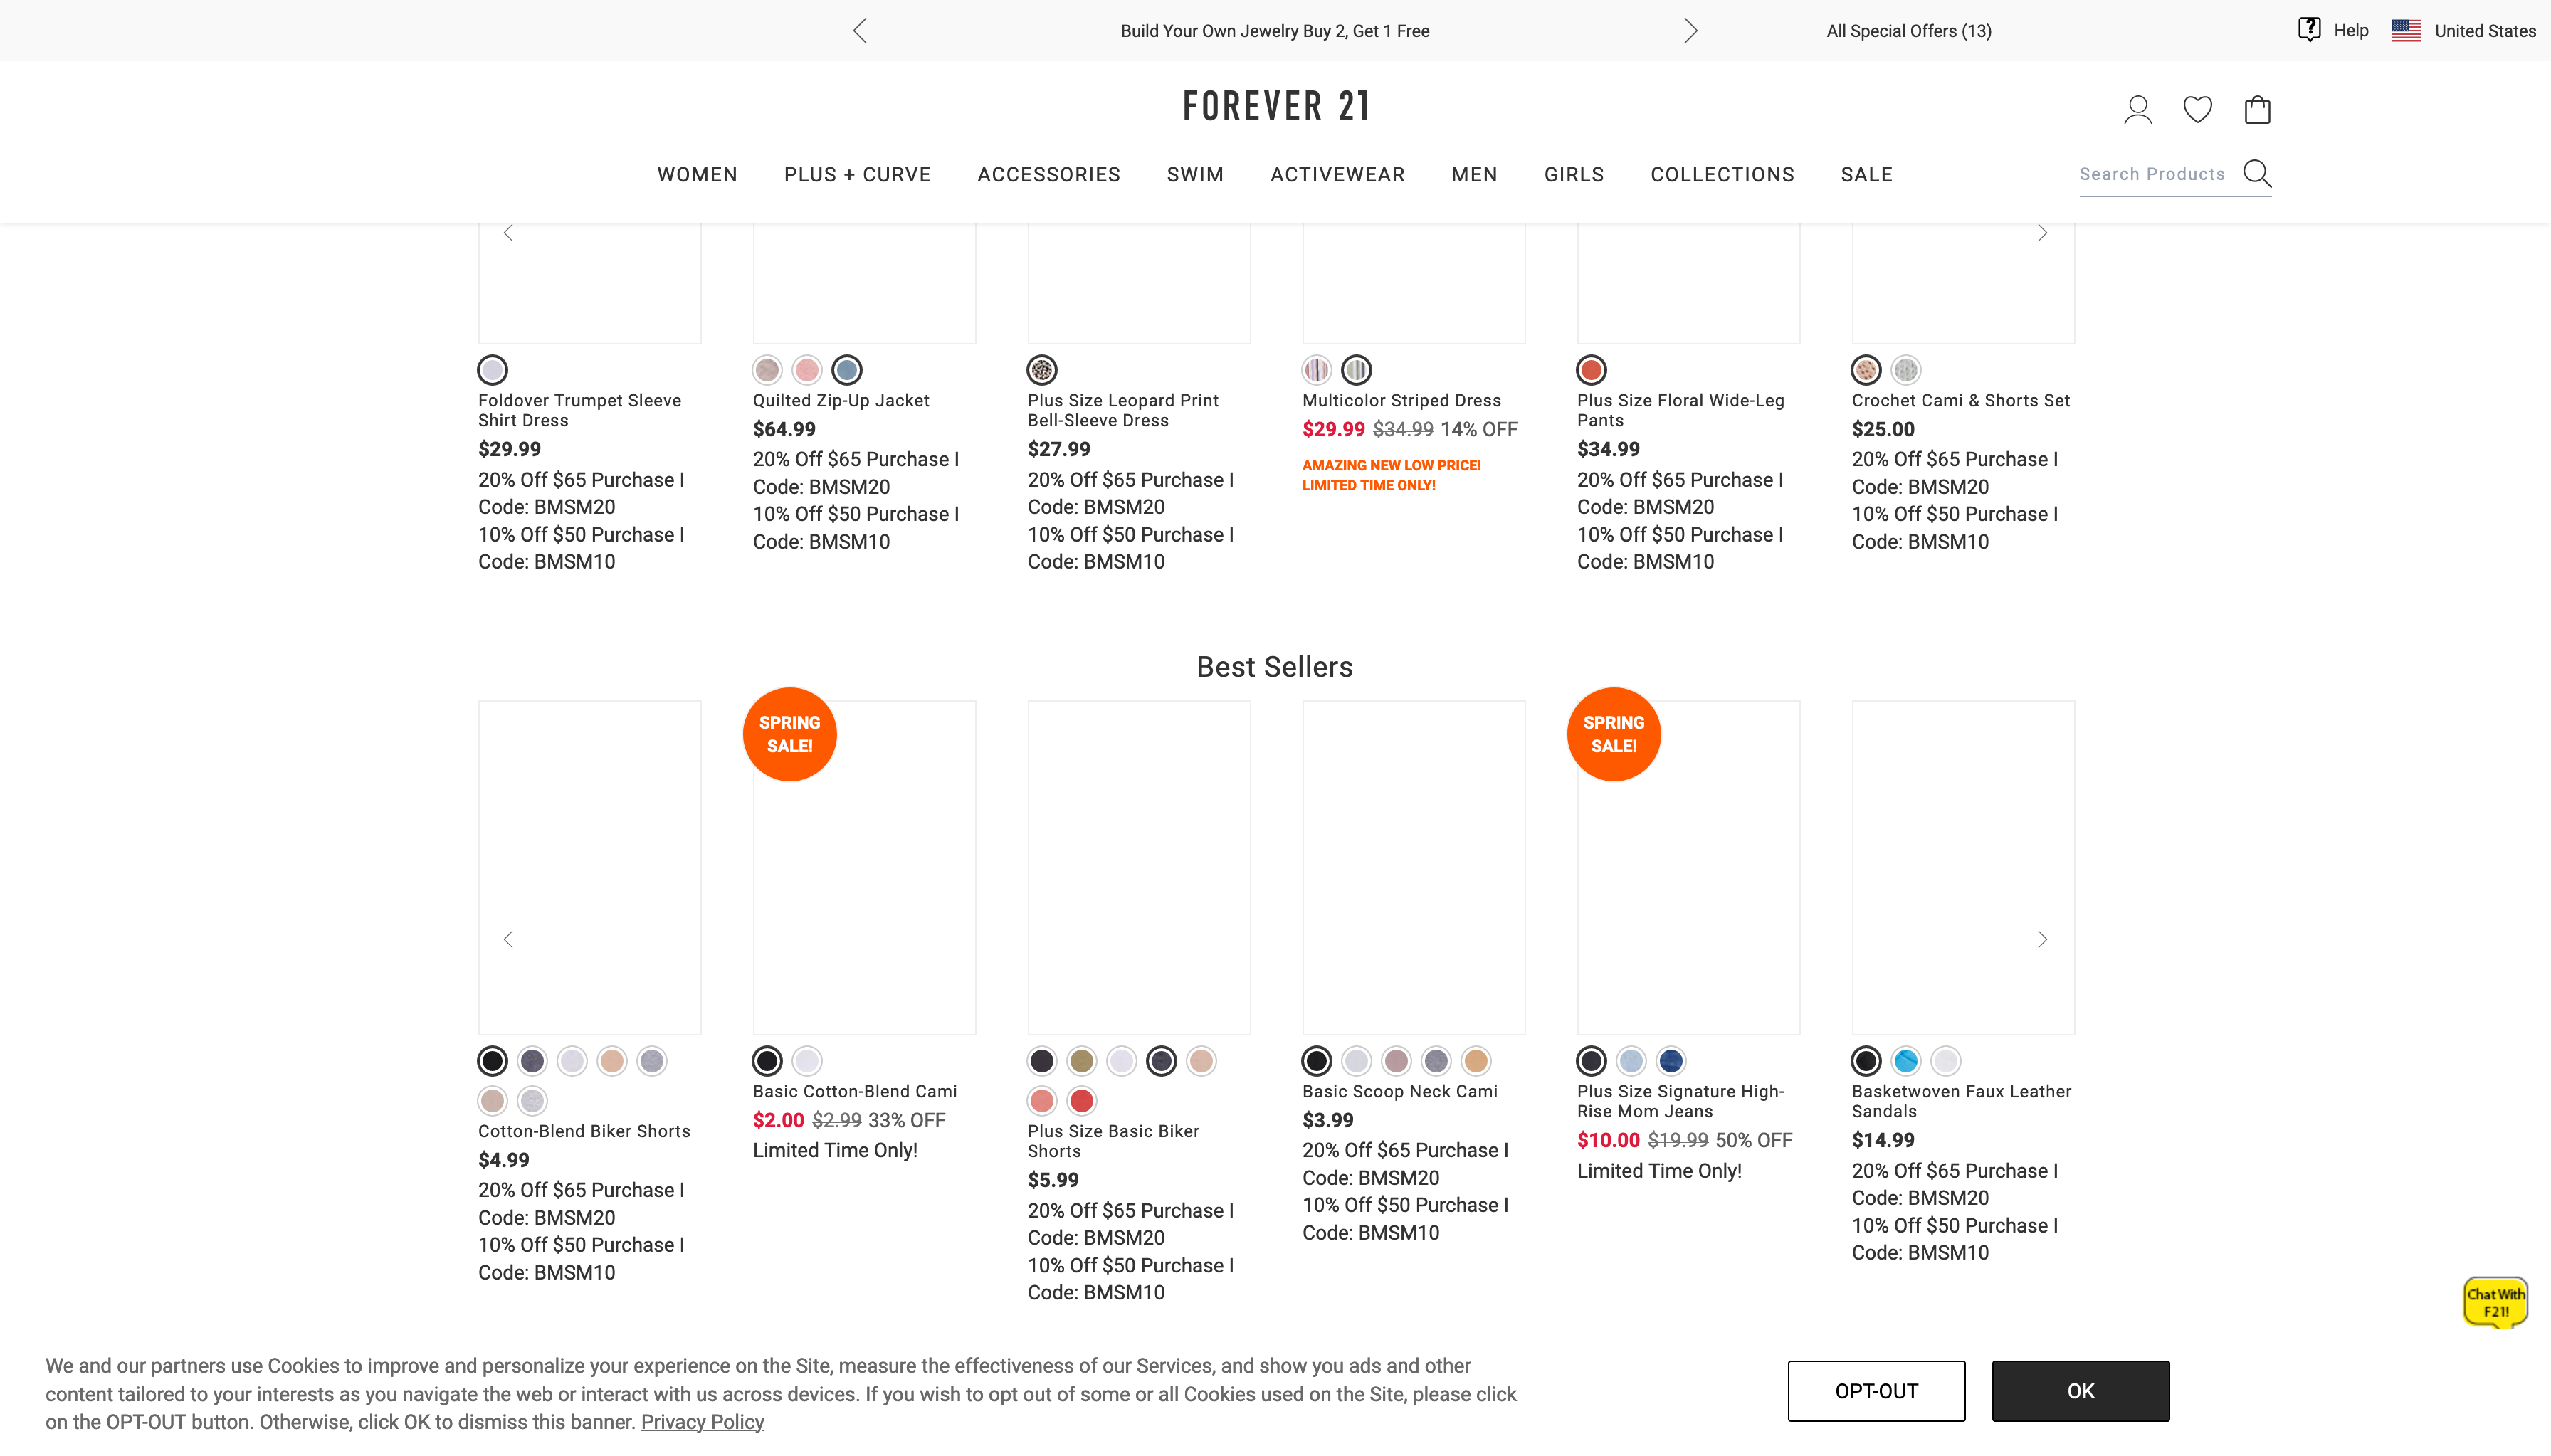 Build Your Own Jewelry Buy 2, Get 1 Free
All Special Offers (13)
Help
United States
FOREVER 21
WOMEN
PLUS + CURVE
ACCESSORIES
SWIM
ACTIVEWEAR
MEN
GIRLS
COLLECTIONS
SALE
Search Products
Foldover Trumpet Sleeve
Shirt Dress
$29.99
20% Off $65 Purchase I
Code: BMSM20
10% Off $50 Purchase I
Code: BMSM10
Quilted Zip-Up Jacket
$64.99
20% Off $65 Purchase I
Code: BMSM20
10% Off $50 Purchase I
Code: BMSM10
Plus Size Leopard Print
Bell-Sleeve Dress
$27.99
20% Off $65 Purchase I
Code: BMSM20
10% Off $50 Purchase I
Code: BMSM10
Multicolor Striped Dress
$29.99 $34.99 14% OFF
AMAZING NEW LOW PRICE!
LIMITED TIME ONLY!
Plus Size Floral Wide-Leg
Pants
$34.99
20% Off $65 Purchase I
Code: BMSM20
10% Off $50 Purchase I
Code: BMSM10
Crochet Cami & Shorts Set
$25.00
20% Off $65 Purchase I
Code: BMSM20
10% Off $50 Purchase I
Code: BMSM10
Best Sellers
Cotton-Blend Biker Shorts
$4.99
20% Off $65 Purchase I
Code: BMSM20
10% Off $50 Purchase I
Code: BMSM10
SPRING
SALE!
Basic Cotton-Blend Cami
$2.00 $2.99 33% OFF
Limited Time Only!
Plus Size Basic Biker
Shorts
$5.99
20% Off $65 Purchase I
Code: BMSM20
10% Off $50 Purchase I
Code: BMSM10
Basic Scoop Neck Cami
$3.99
20% Off $65 Purchase I
Code: BMSM20
10% Off $50 Purchase I
Code: BMSM10
SPRING
SALE!
Plus Size Signature High-
Rise Mom Jeans
$10.00 $19.99 50% OFF
Limited Time Only!
Basketwoven Faux Leather
Sandals
$14.99
20% Off $65 Purchase I
Code: BMSM20
10% Off $50 Purchase I
Code: BMSM10
Chat With
F21!
We and our partners use Cookies to improve and personalize your experience on the Site, measure the effectiveness of our Services, and show you ads and other
content tailored to your interests as you navigate the web or interact with us across devices. If you wish to opt out of some or all Cookies used on the Site, please click
on the OPT-OUT button. Otherwise, click OK to dismiss this banner. Privacy Policy
OPT-OUT
OK